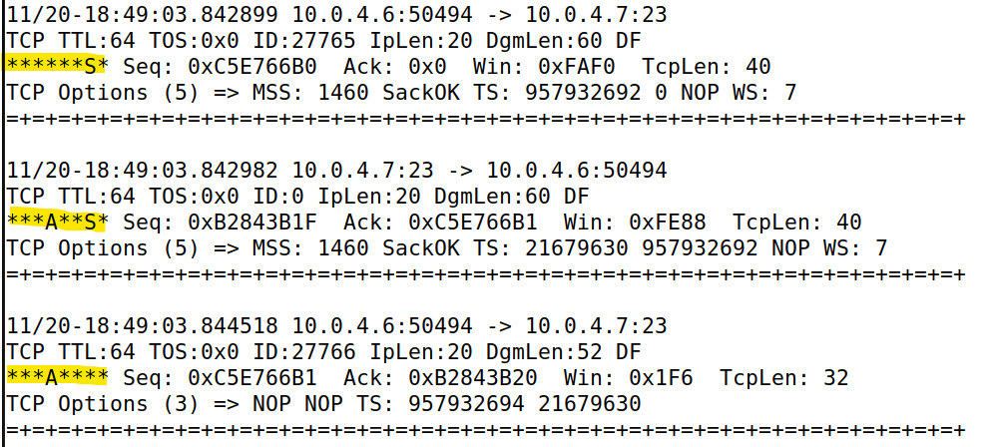 11/20-18:49:03.842899 10.0.4.6:50494 -> 10.0.4.7:23
TCP TTL:64 TOS:0x0 ID:27765 IpLen:20 DgmLen:60 DF
******S* Seq: 0xC5E766B0  Ack: 0x0  Win: 0xFAF0  TcpLen: 40
TCP Options (5) => MSS: 1460 SackOK TS: 957932692 0 NOP WS: 7
=+=+=+=+=+=+=+=+=+=+=+=+=+=+=+=+=+=+=+=+=+=+=+=+=+=+=+=+=+=+=+=+=+=+=+=+=+
11/20-18:49:03.842982 10.0.4.7:23 -> 10.0.4.6:50494
TCP TTL:64 TOS:0x0 ID:0 IpLen:20 DgmLen:60 DF
***A**S* Seq: 0xB2843B1F  Ack: 0xC5E766B1  Win: 0xFE88  TcpLen: 40
TCP Options (5) => MSS: 1460 SackOK TS: 21679630 957932692 NOP WS: 7
=+=+=+=+=+=+=+=+=+=+=+=+=+=+=+=+=+=+=+=+=+=+=+=+=+=+=+=+=+=+=+=+=+=+=+=+=+
11/20-18:49:03.844518 10.0.4.6:50494 -> 10.0.4.7:23
TCP TTL:64 TOS:0x0 ID:27766 IpLen:20 DgmLen:52 DF
***A**** Seq: 0xC5E766B1  Ack: 0xB2843B20  Win: 0x1F6  TcpLen: 32
TCP Options (3) => NOP NOP TS: 957932694 21679630
=+=+=+=+=+=+=+=+=+=+=+=+=+=+=+=+=+=+=+=+=+=+=+=+=+=+=+=+=+=+=+=+=+=+=+=+=+